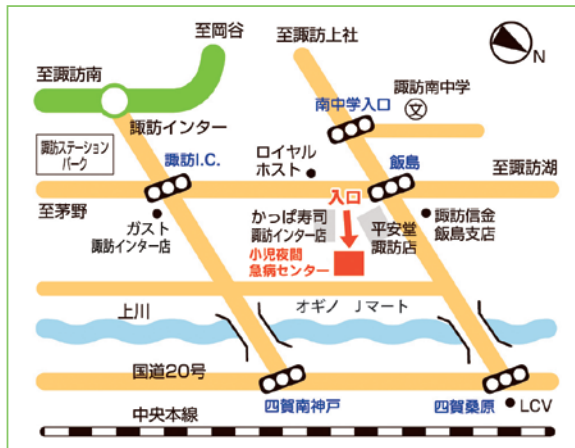 至岡谷
至諏訪上社
N
至諏訪南
諏訪南中学
文
南中学入口
諏訪インター
諏訪ステーション
パーク
諏訪I.C.
ロイヤル
ホスト
飯島
至諏訪湖
至茅野
入口
ガスト
諏訪インター店
かっぱ寿司
諏訪インター店
平安堂
諏訪店
諏訪信金
飯島支店
小児夜間
急病センター
上川
オギノ Jマート
国道20号
四賀南神戸
四賀桑原
LCV
中央本線